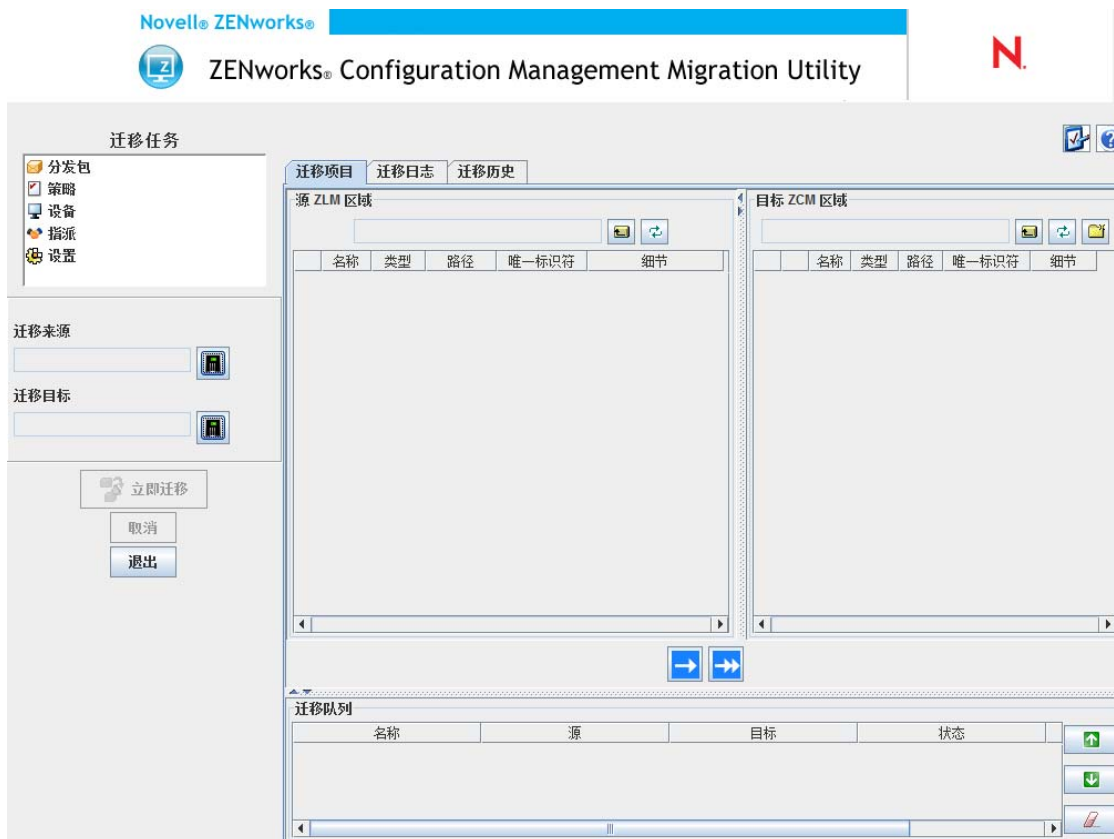 Novell® ZENworks®
ZENworks® Configuration Management Migration Utility
N.
迁移任务
分发包
策略
设备
指派
设置
迁移来源
迁移目标
立即迁移
取消
退出
迁移项目 迁移日志 迁移历史
源 ZLM 区域
名称 类型 路径 唯一标识符 细节
目标 ZCM 区域
名称 类型 路径 唯一标识符 细节
迁移队列
名称 源 目标 状态